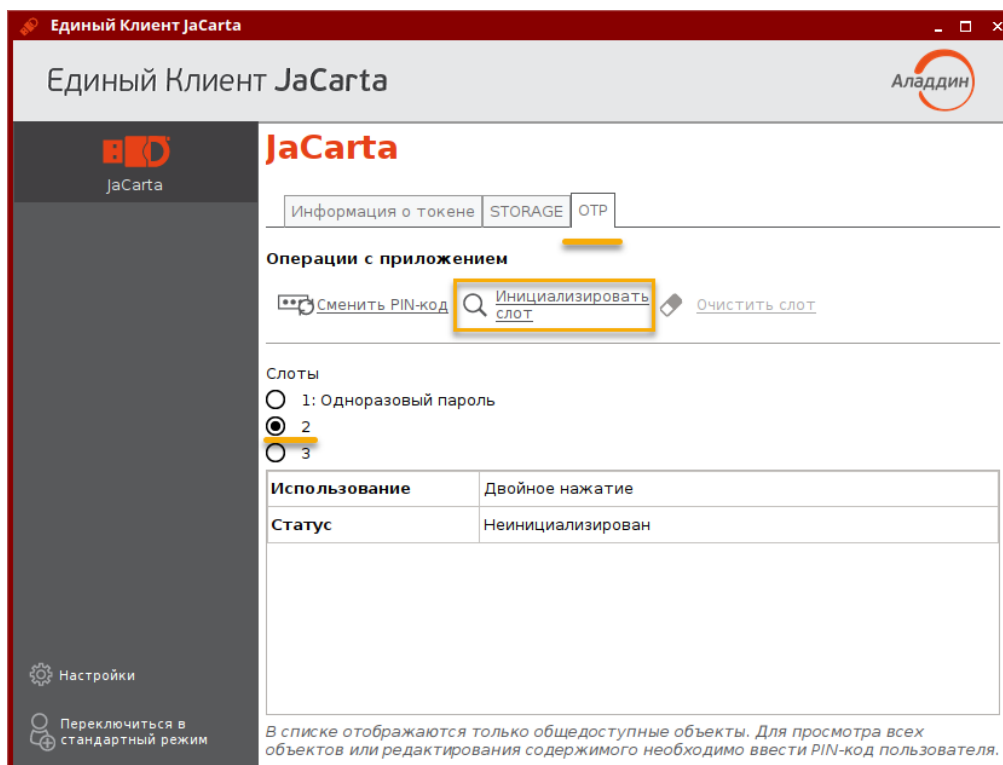 Единый Клиент JaCarta
Единый Клиент JaCarta
Аладдин
JaCarta
JaCarta
Информация о токене STORAGE OTP
Операции с приложением
Сменить PIN-код Инициализировать
слот
Очистить слот
Слоты
1: Одноразовый пароль
2
3
Использование Двойное нажатие
Статус Неинициализирован
Настройки
Переключиться в
стандартный режим
В списке отображаются только общедоступные объекты. Для просмотра всех
объектов или редактирования содержимого необходимо ввести PIN-код пользователя.